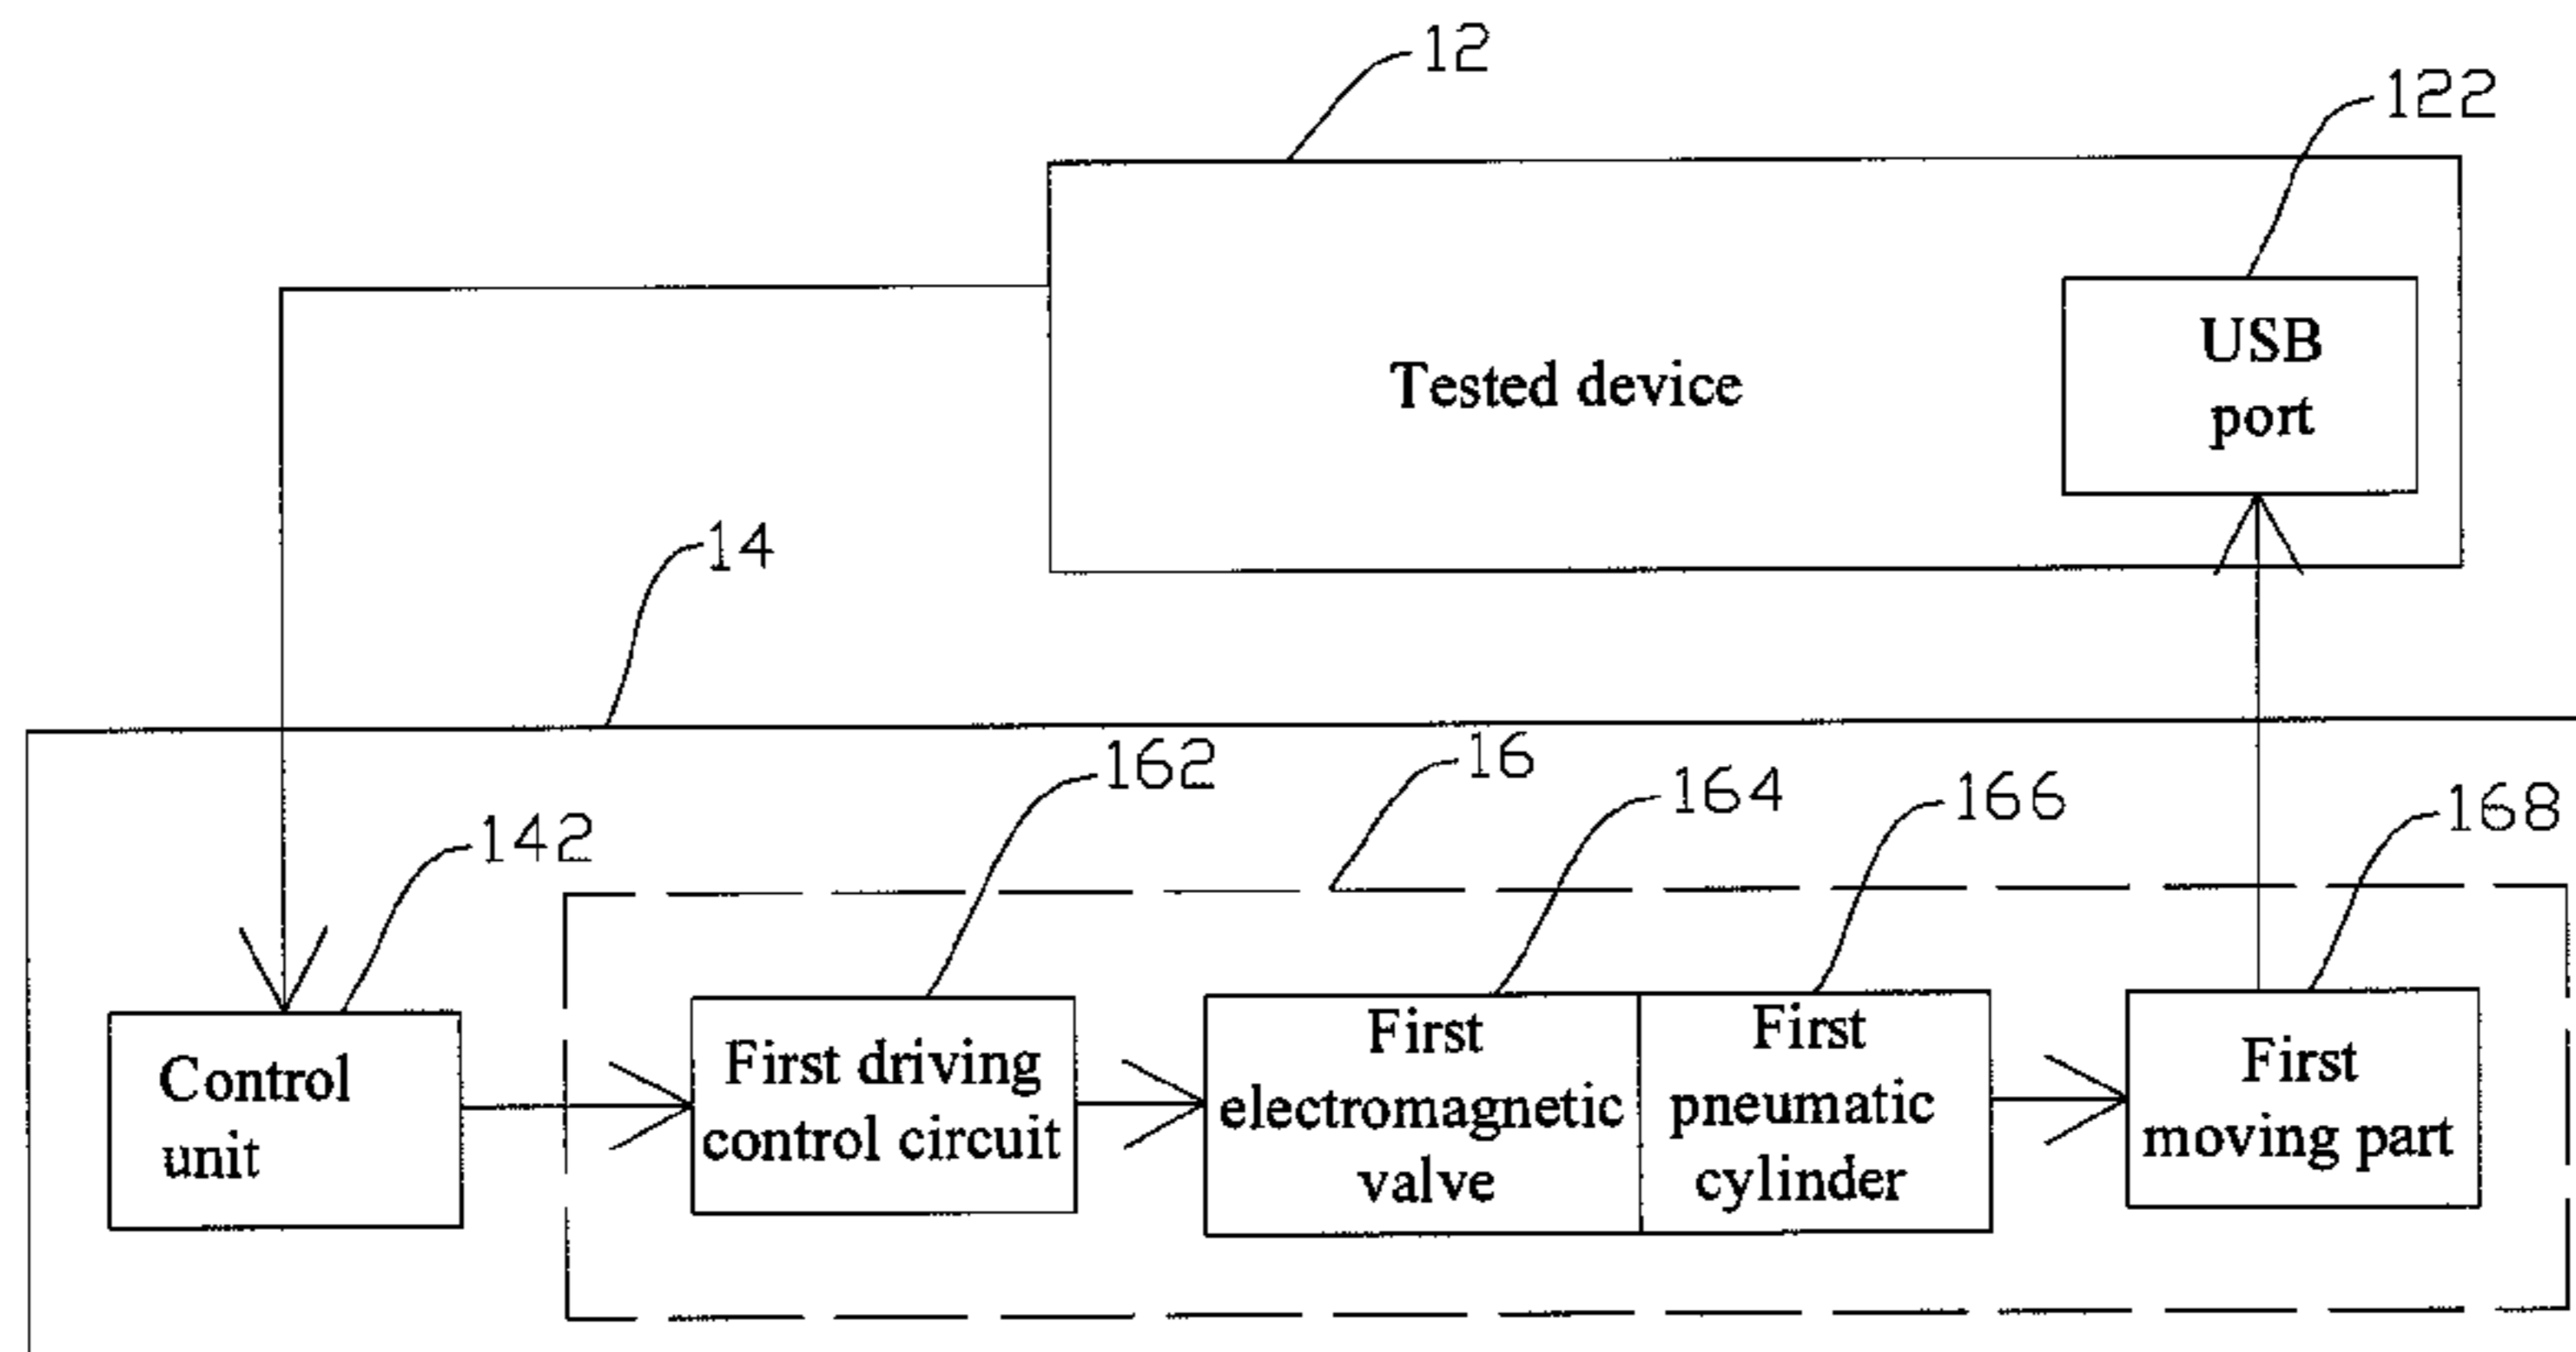 12
122
USB
port
Tested device
14
16
162
164
166
168
142
Control
unit
First driving
control circuit
First
electromagnetic
valve
First
pneumatic
cylinder
First
moving part